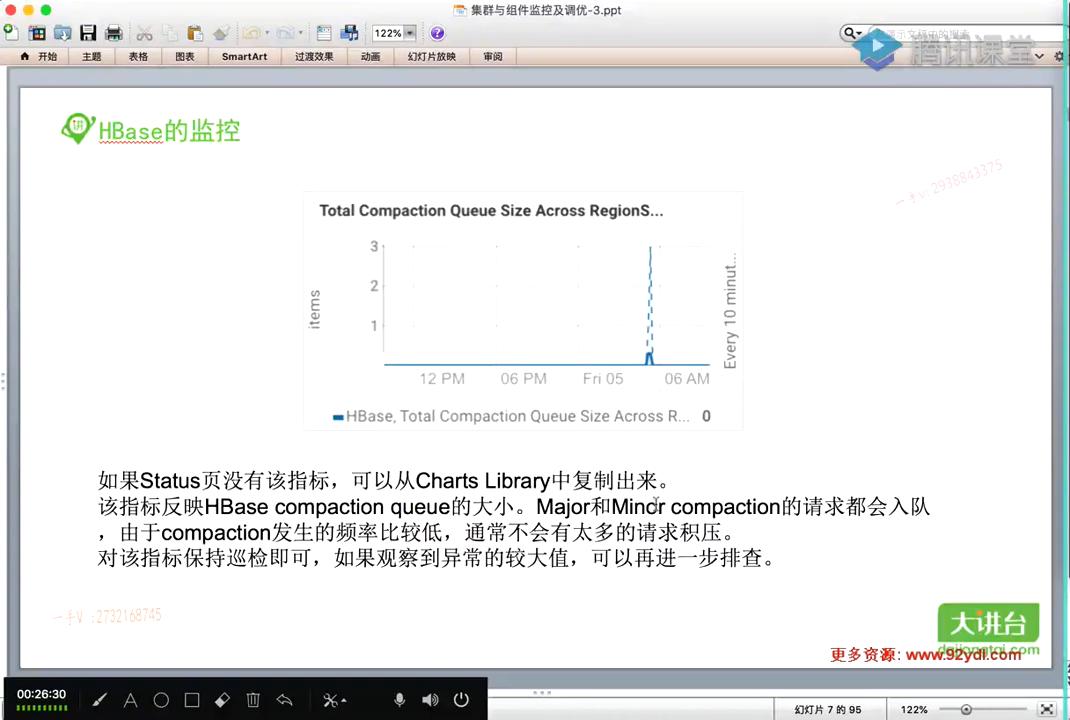 集群与组件监控及调优-3.ppt
122%
腾讯课堂
开始 主题 表格 图表 SmartArt 过渡效果 动画 幻灯片放映 审阅
讲
HBase的监控
一手v:2938843375
Total Compaction Queue Size Across RegionS...
3
2
1
items
Every 10 minut...
12 PM 06 PM Fri 05 06 AM
HBase, Total Compaction Queue Size Across R... 0
如果Status页没有该指标，可以从Charts Library中复制出来。
该指标反映HBase compaction queue的大小。Major和Minor compaction的请求都会入队
，由于compaction发生的频率比较低，通常不会有太多的请求积压。
对该指标保持巡检即可，如果观察到异常的较大值，可以再进一步排查。
一手V :2732168745
大讲台
dajiangtai.com
更多资源: www.92ydl.com
00:26:30
幻灯片 7 的 95 122%